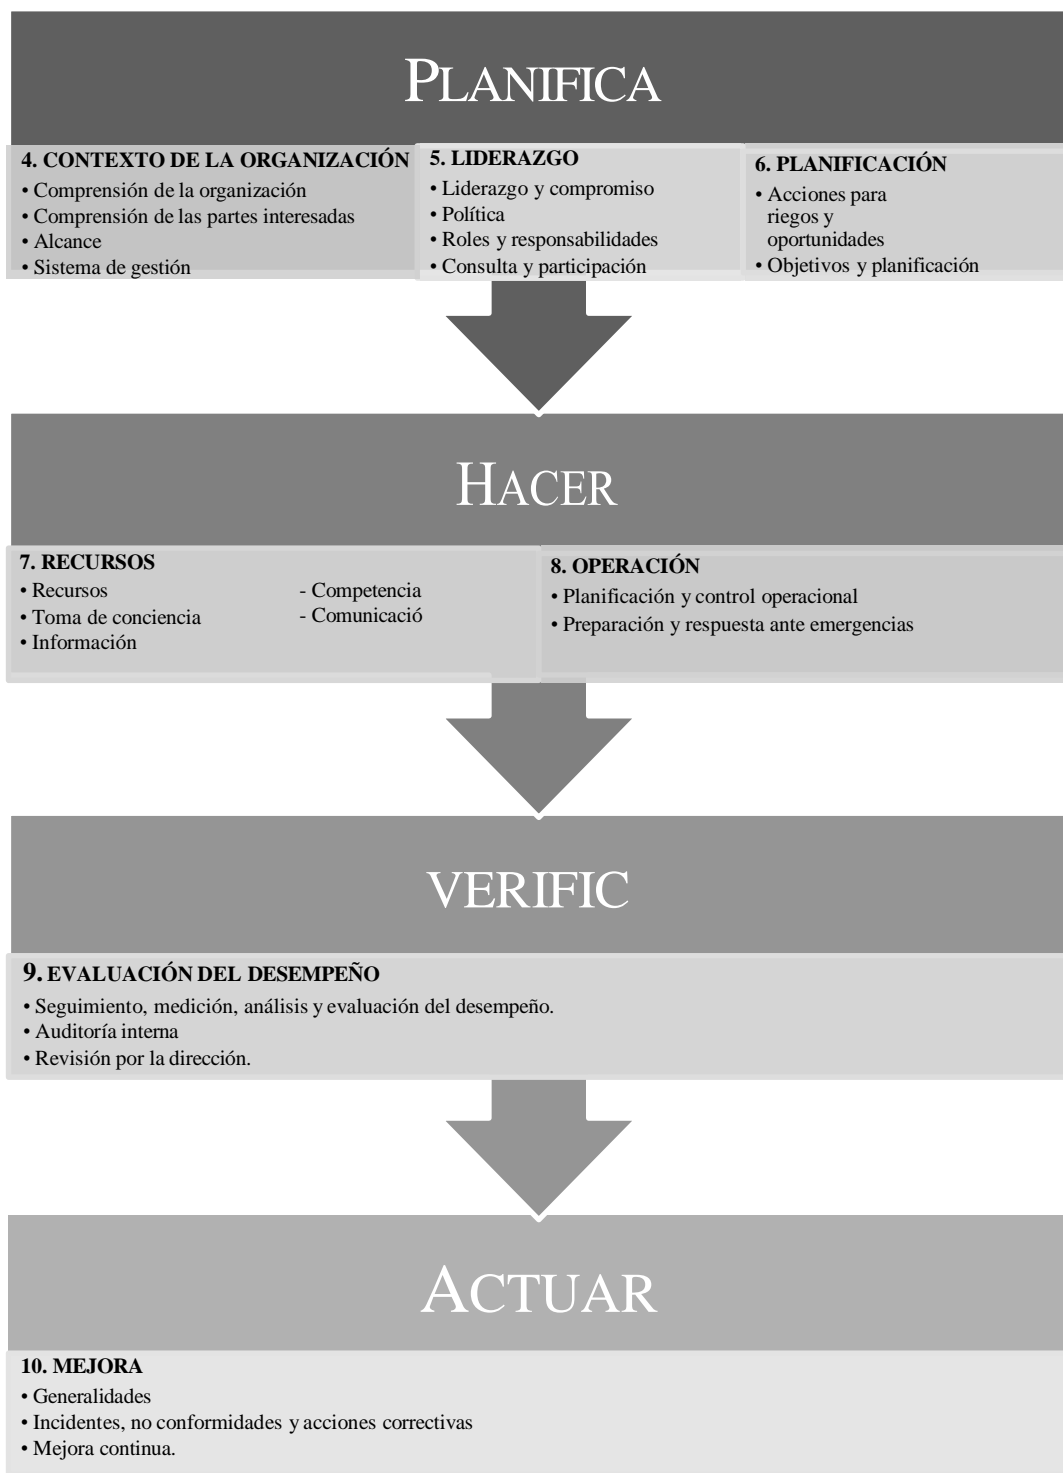 PLANIFICA
4. CONTEXTO DE LA ORGANIZACIÓN
• Comprensión de la organización
• Comprensión de las partes interesadas
• Alcance
• Sistema de gestión
5. LIDERAZGO
• Liderazgo y compromiso
• Política
• Roles y responsabilidades
• Consulta y participación
6. PLANIFICACIÓN
• Acciones para
riegos y
oportunidades
• Objetivos y planificación
HACER
7. RECURSOS
• Recursos - Competencia
• Toma de conciencia - Comunicació
• Información
8. OPERACIÓN
• Planificación y control operacional
• Preparación y respuesta ante emergencias
VERIFIC
9. EVALUACIÓN DEL DESEMPEÑO
• Seguimiento, medición, análisis y evaluación del desempeño.
• Auditoría interna
• Revisión por la dirección.
ACTUAR
10. MEJORA
• Generalidades
• Incidentes, no conformidades y acciones correctivas
• Mejora continua.